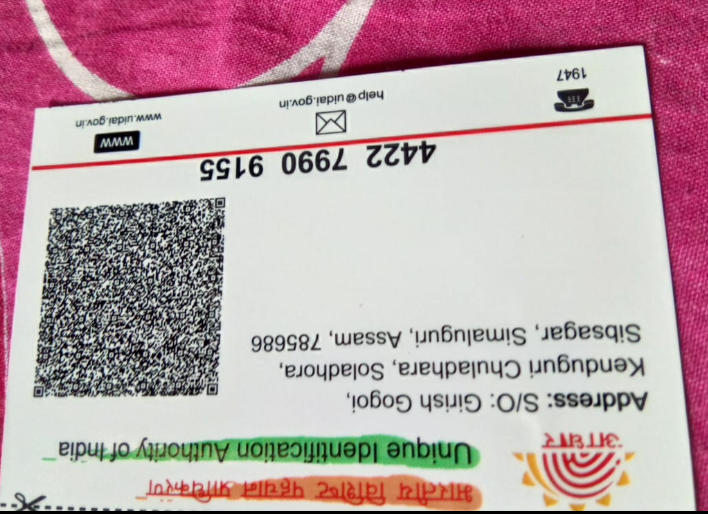 भारतीय विशिष्ट पहचान प्राधिकरण
Unique Identification Authority of India
आधार
Address: S/O: Girish Gogoi,
Kenduguri Chuladhara, Soladhora,
Sibsagar, Simaluguri, Assam, 785686
4422 7990 9155
1947
help@uidai.gov.in
WWW
www.uidai.gov.in